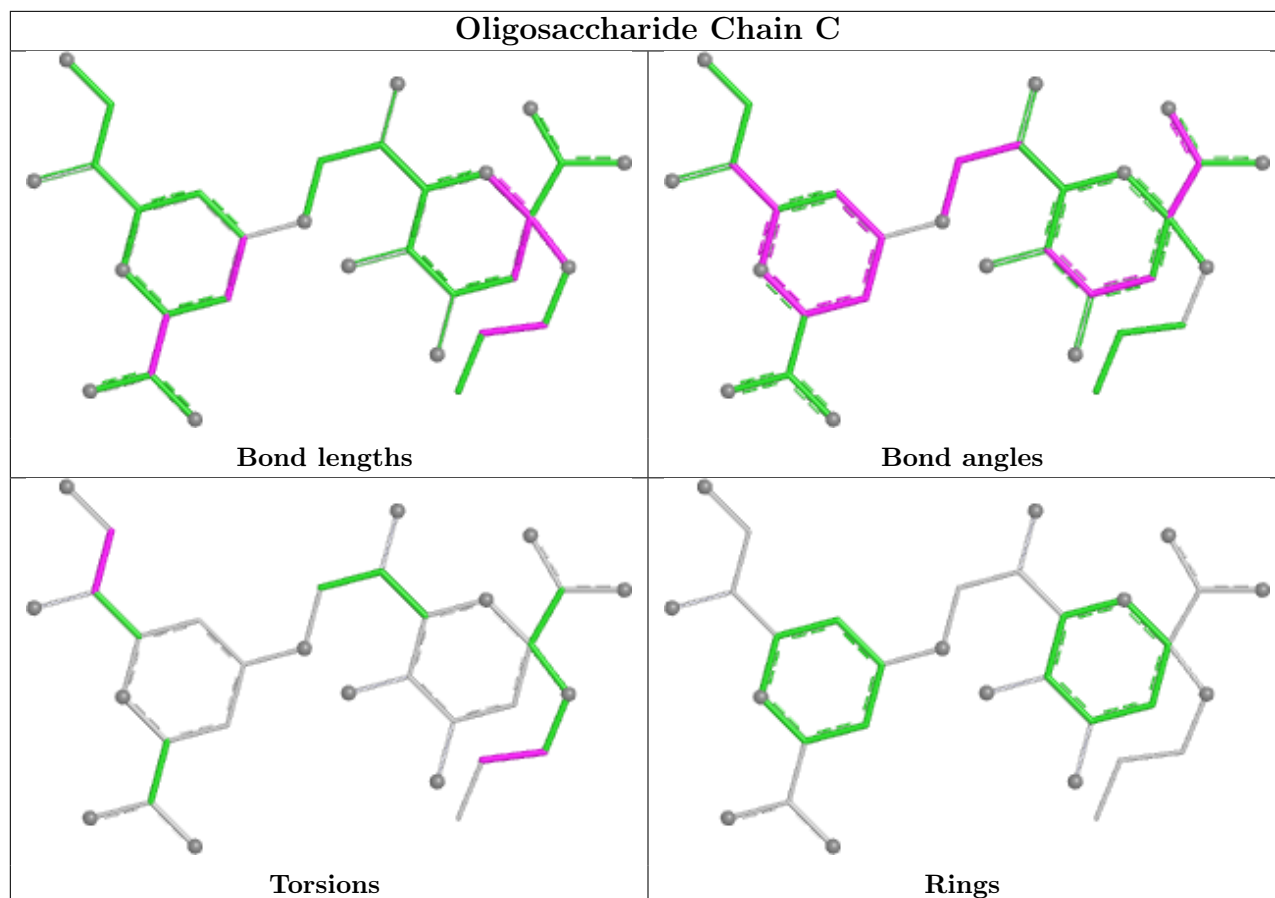 Oligosaccharide Chain C
Bond lengths
Bond angles
Torsions
Rings